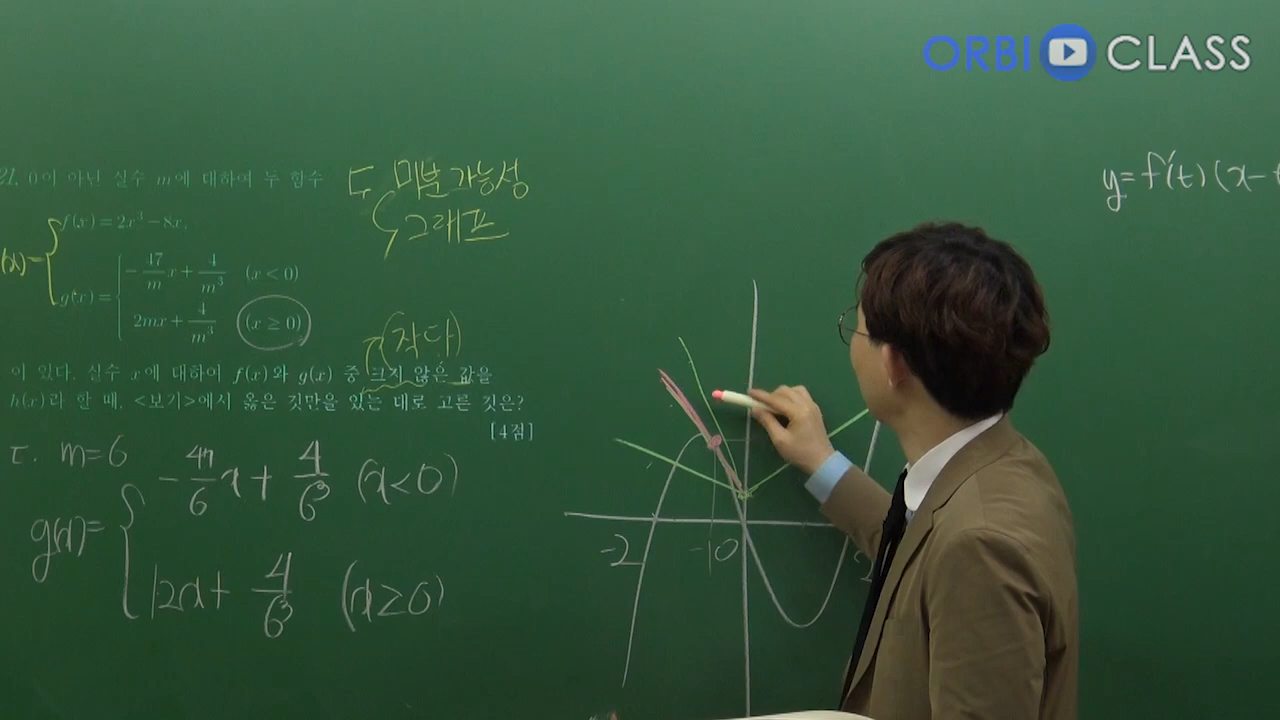 ORBI CLASS
21. 0이 아닌 실수 m에 대하여 두 함수
f(x)=2x³-8x,
g(x)={ -47/m x+4/m³ (x<0)
2mx+4/m³ (x≥0)
이 있다. 실수 x에 대하여 f(x)와 g(x) 중 크지 않은 값을
h(x)라 할 때, <보기>에서 옳은 것만을 있는 대로 고른 것은?
[4점]
미분가능성
그래프
(작다)
ㄷ. m=6
g(x)={ -47/6 x+4/6³ (x<0)
12x+4/6³ (x≥0)
-2
-1 0
2
y=f'(t)(x-t